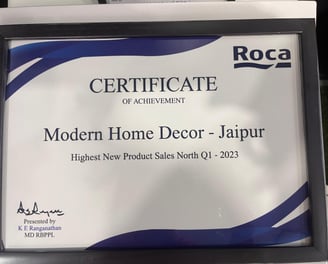 Roca
CERTIFICATE
OF ACHIEVEMENT
Modern Home Decor - Jaipur
Highest New Product Sales North Q1 - 2023
Presented by
K E Ranganathan
MD RBPPL